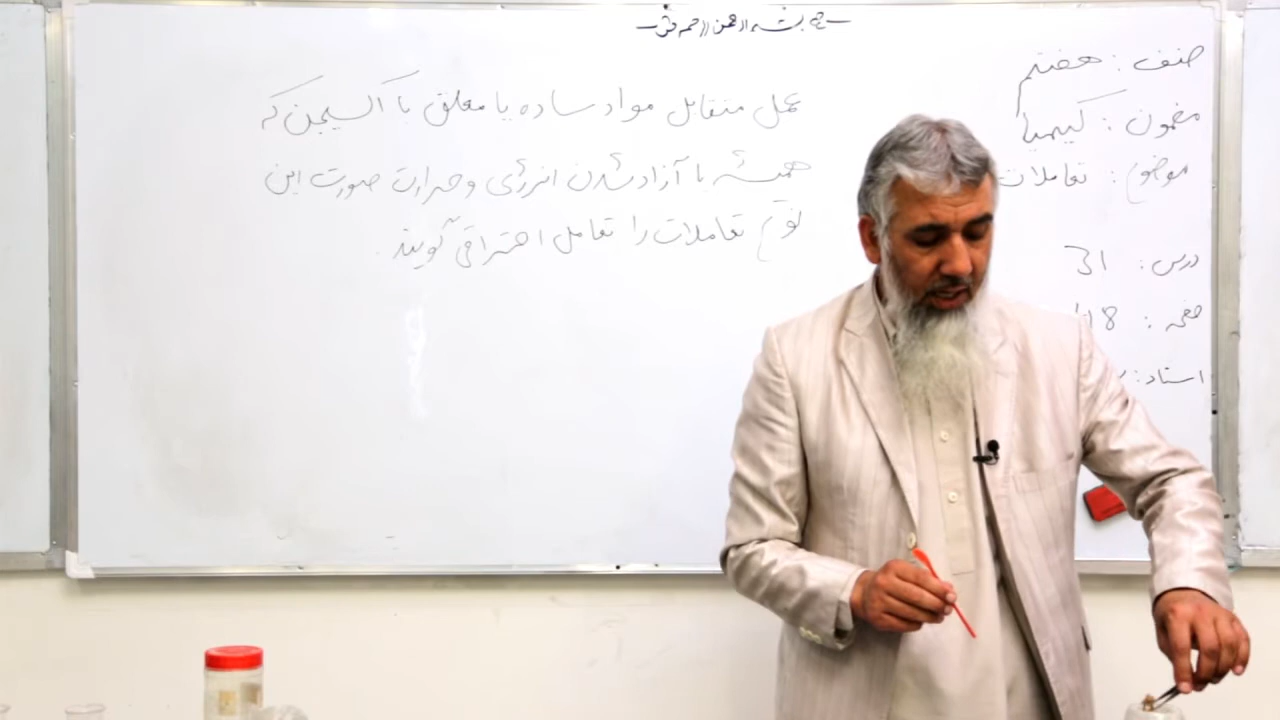 بسم الله الرحمن الرحیم
صنف : هفتم
مضمون : کیمیا
موضوع : تعاملات
درس : 31
صفحه : 18
استاد :
عمل متقابل مواد ساده یا مغلق با اکسیجن که
همیشه با آزاد شدن انرژی و حرارت صورت این
نوع تعاملات را تعامل احتراقی گویند .